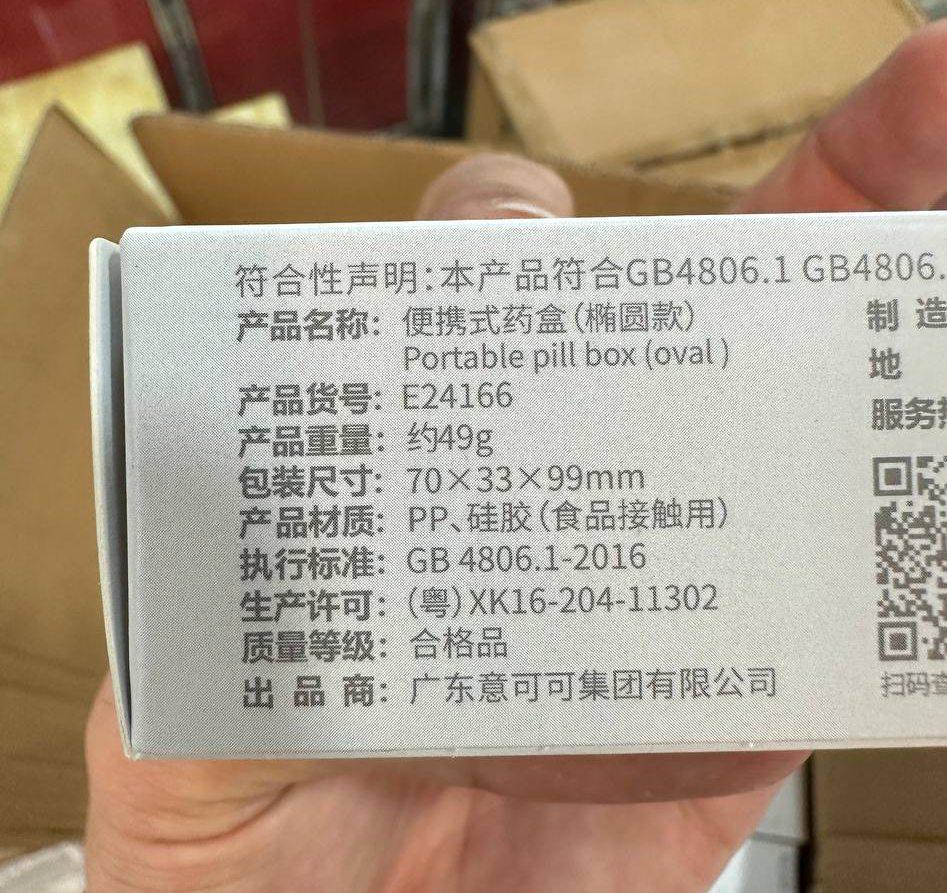 符合性声明：本产品符合GB4806.1 GB4806.
产品名称：便携式药盒（椭圆款）
Portable pill box (oval)
产品货号：E24166
产品重量：约49g
包装尺寸：70×33×99mm
产品材质：PP、硅胶（食品接触用）
执行标准：GB 4806.1-2016
生产许可：（粤）XK16-204-11302
质量等级：合格品
出品商：广东意可可集团有限公司
制造
地
服务
扫码